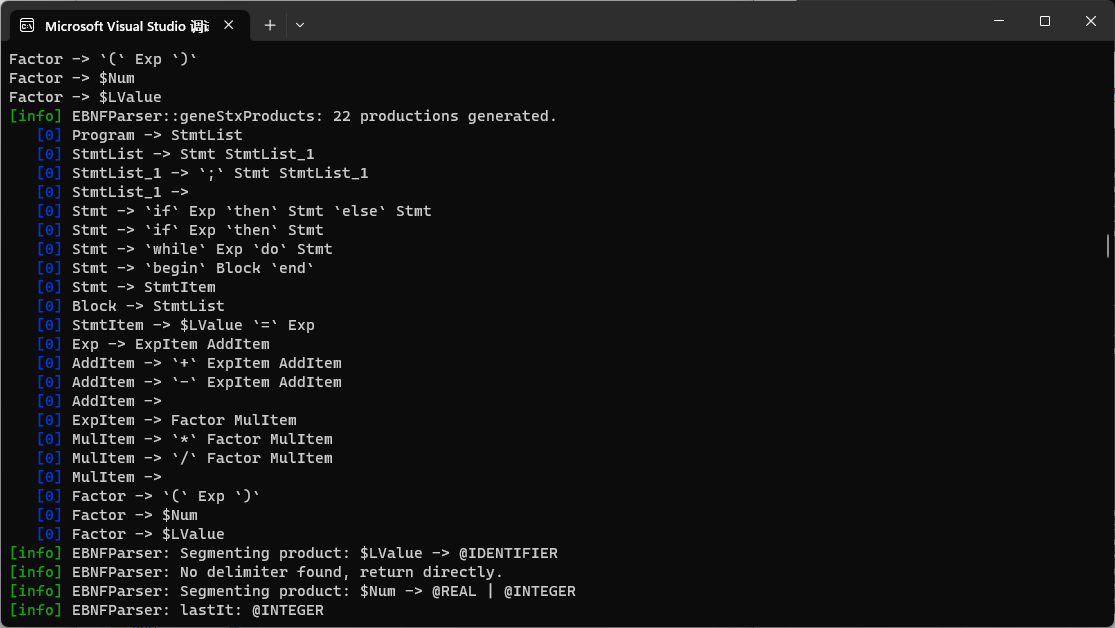 Microsoft Visual Studio 调试
Factor -> `(` Exp `)`
Factor -> $Num
Factor -> $LValue
[info] EBNFParser::geneStxProducts: 22 productions generated.
[0] Program -> StmtList
[0] StmtList -> Stmt StmtList_1
[0] StmtList_1 -> `;` Stmt StmtList_1
[0] StmtList_1 ->
[0] Stmt -> `if` Exp `then` Stmt `else` Stmt
[0] Stmt -> `if` Exp `then` Stmt
[0] Stmt -> `while` Exp `do` Stmt
[0] Stmt -> `begin` Block `end`
[0] Stmt -> StmtItem
[0] Block -> StmtList
[0] StmtItem -> $LValue `=` Exp
[0] Exp -> ExpItem AddItem
[0] AddItem -> `+` ExpItem AddItem
[0] AddItem -> `-` ExpItem AddItem
[0] AddItem ->
[0] ExpItem -> Factor MulItem
[0] MulItem -> `*` Factor MulItem
[0] MulItem -> `/` Factor MulItem
[0] MulItem ->
[0] Factor -> `(` Exp `)`
[0] Factor -> $Num
[0] Factor -> $LValue
[info] EBNFParser: Segmenting product: $LValue -> @IDENTIFIER
[info] EBNFParser: No delimiter found, return directly.
[info] EBNFParser: Segmenting product: $Num -> @REAL | @INTEGER
[info] EBNFParser: lastIt: @INTEGER